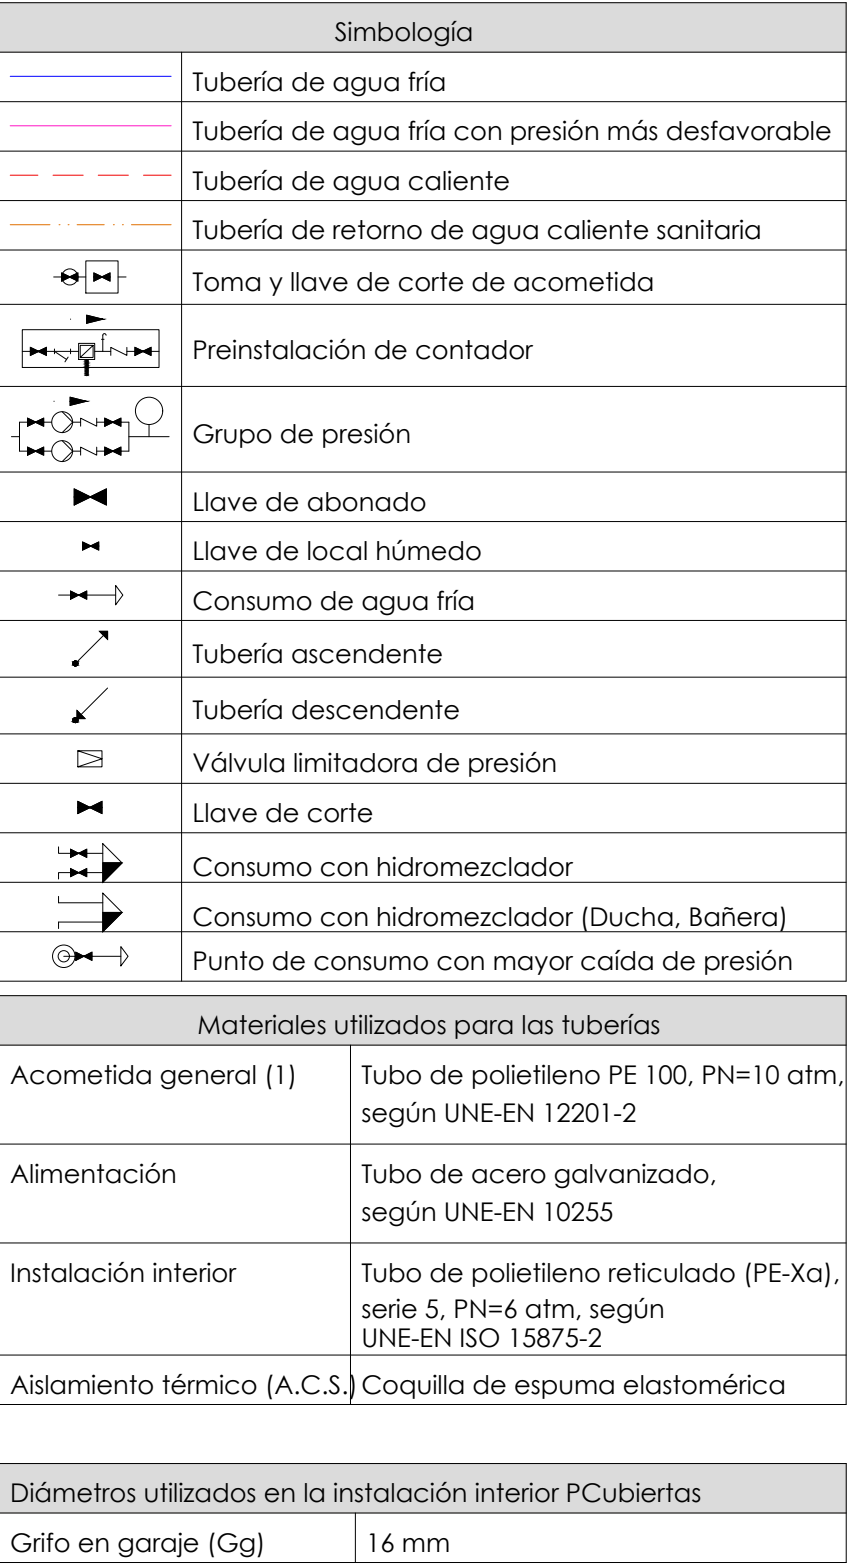 Simbología
Tubería de agua fría
Tubería de agua fría con presión más desfavorable
Tubería de agua caliente
Tubería de retorno de agua caliente sanitaria
Toma y llave de corte de acometida
Preinstalación de contador
Grupo de presión
Llave de abonado
Llave de local húmedo
Consumo de agua fría
Tubería ascendente
Tubería descendente
Válvula limitadora de presión
Llave de corte
Consumo con hidromezclador
Consumo con hidromezclador (Ducha, Bañera)
Punto de consumo con mayor caída de presión
Materiales utilizados para las tuberías
Acometida general (1)
Tubo de polietileno PE 100, PN=10 atm,
según UNE-EN 12201-2
Alimentación
Tubo de acero galvanizado,
según UNE-EN 10255
Instalación interior
Tubo de polietileno reticulado (PE-Xa),
serie 5, PN=6 atm, según
UNE-EN ISO 15875-2
Aislamiento térmico (A.C.S.)
Coquilla de espuma elastomérica
Diámetros utilizados en la instalación interior PCubiertas
Grifo en garaje (Gg)
16 mm